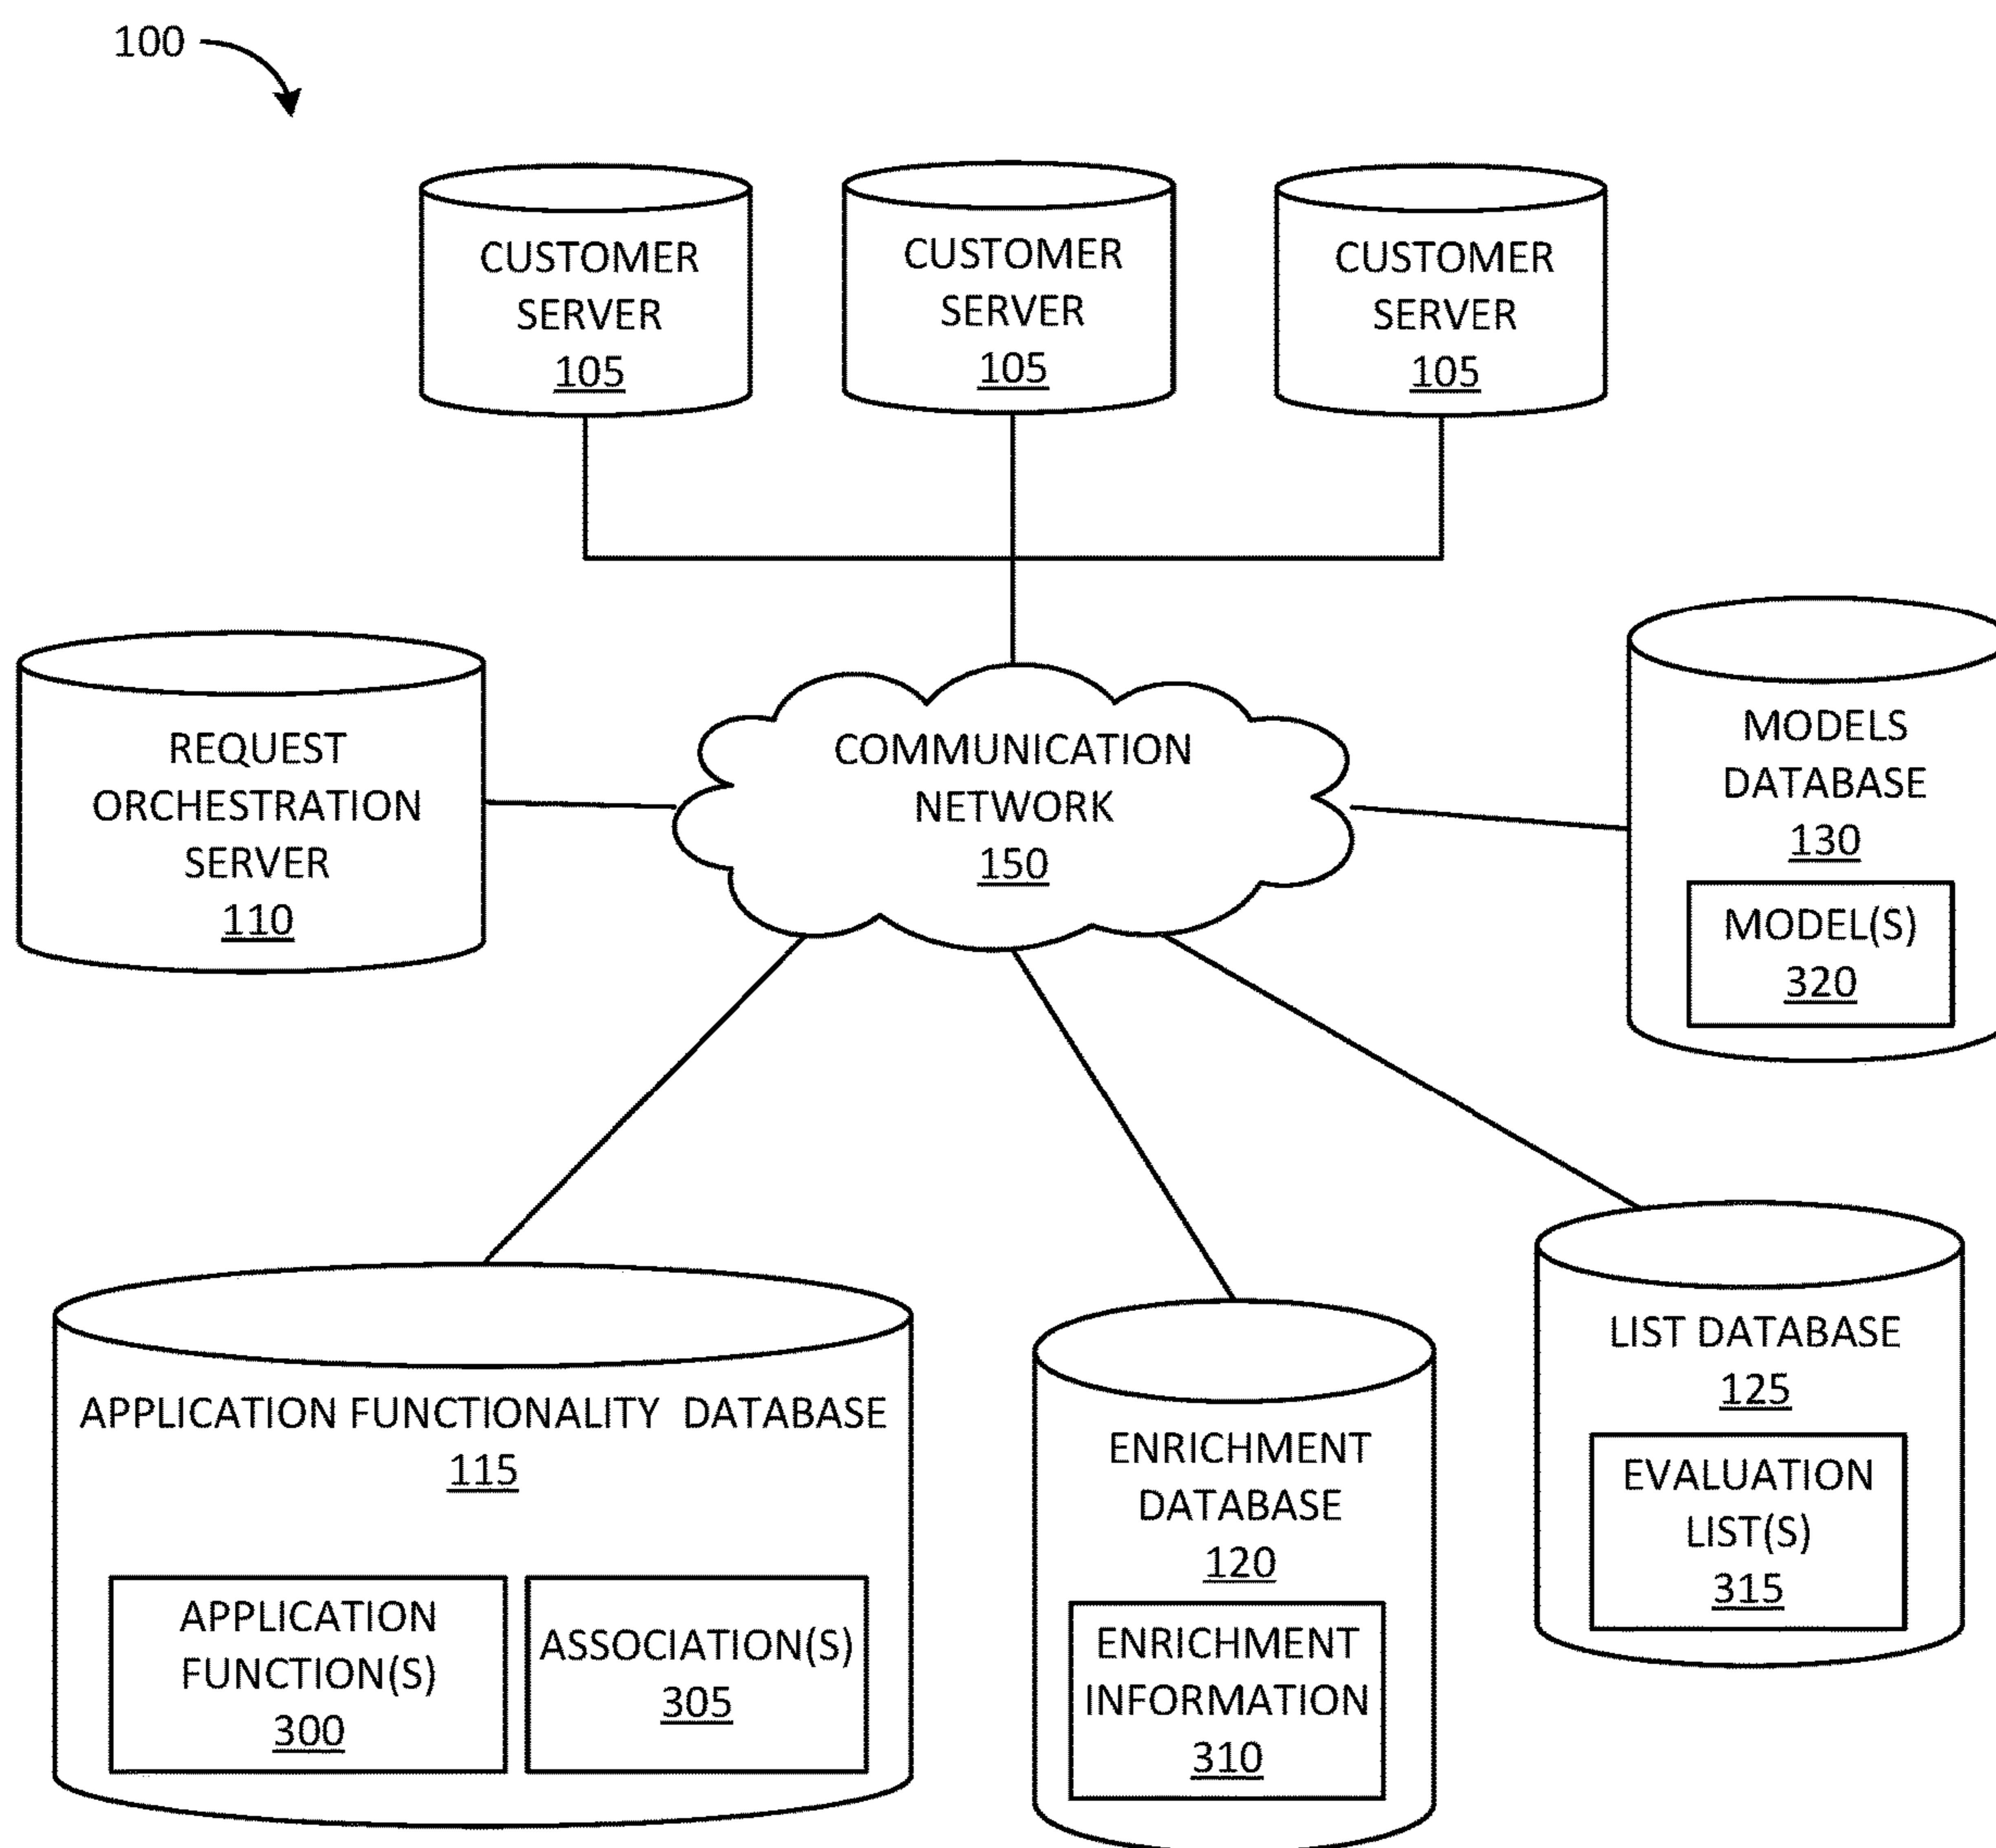 100
CUSTOMER
SERVER
105
CUSTOMER
SERVER
105
CUSTOMER
SERVER
105
REQUEST
ORCHESTRATION
SERVER
110
COMMUNICATION
NETWORK
150
MODELS
DATABASE
130
MODEL(S)
320
APPLICATION FUNCTIONALITY DATABASE
115
APPLICATION
FUNCTION(S)
300
ASSOCIATION(S)
305
ENRICHMENT
DATABASE
120
ENRICHMENT
INFORMATION
310
LIST DATABASE
125
EVALUATION
LIST(S)
315